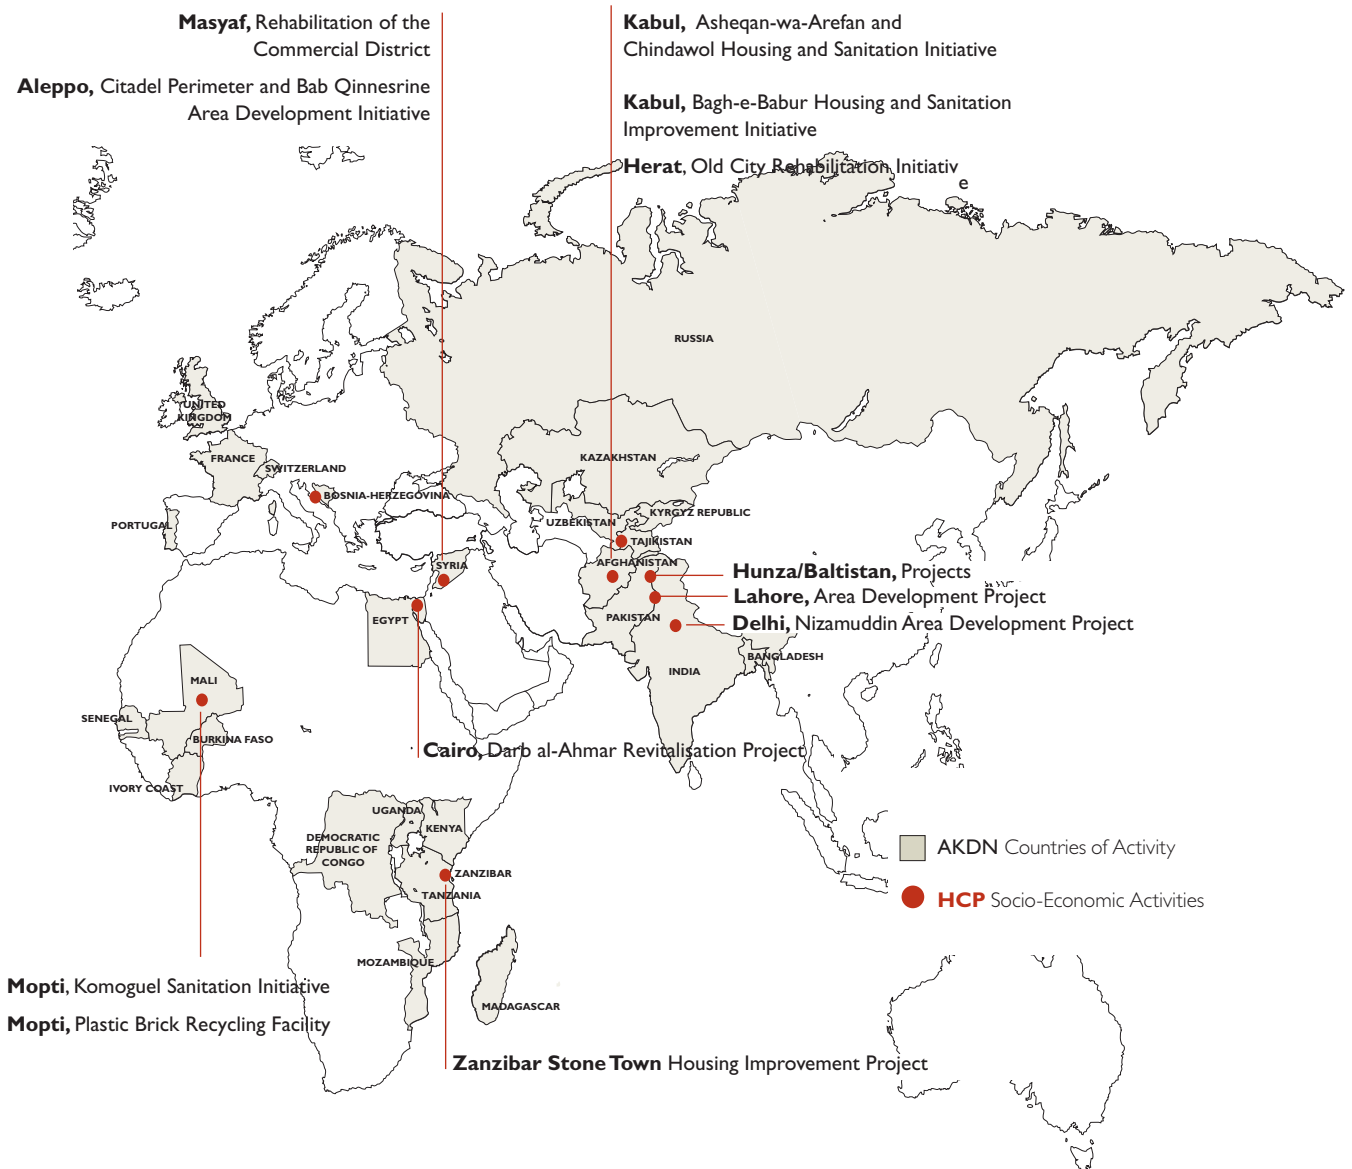 Masyaf, Rehabilitation of the
Commercial District
Aleppo, Citadel Perimeter and Bab Qinnesrine
Area Development Initiative
Kabul, Asheqan-wa-Arefan and
Chindawol Housing and Sanitation Initiative
Kabul, Bagh-e-Babur Housing and Sanitation
Improvement Initiative
Herat, Old City Rehabilitation Initiativ
e
RUSSIA
UNITED
KINGDOM
FRANCE
SWITZERLAND
KAZAKHSTAN
BOSNIA-HERZEGOVINA
PORTUGAL
UZBEKISTAN
KYRGYZ REPUBLIC
TAJIKISTAN
SYRIA
AFGHANISTAN
Hunza/Baltistan, Projects
Lahore, Area Development Project
EGYPT
PAKISTAN
Delhi, Nizamuddin Area Development Project
BANGLADESH
INDIA
MALI
SENEGAL
BURKINA FASO
Cairo, Darb al-Ahmar Revitalisation Project
IVORY COAST
UGANDA
KENYA
DEMOCRATIC
REPUBLIC OF
CONGO
AKDN Countries of Activity
ZANZIBAR
TANZANIA
HCP Socio-Economic Activities
MOZAMBIQUE
Mopti, Komoguel Sanitation Initiative
MADAGASCAR
Mopti, Plastic Brick Recycling Facility
Zanzibar Stone Town Housing Improvement Project